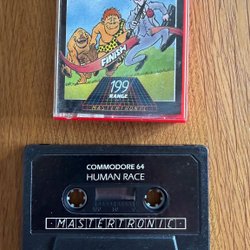 FINISH
199
RANGE
MASTERTRONIC
COMMODORE 64
HUMAN RACE
MASTERTRONIC